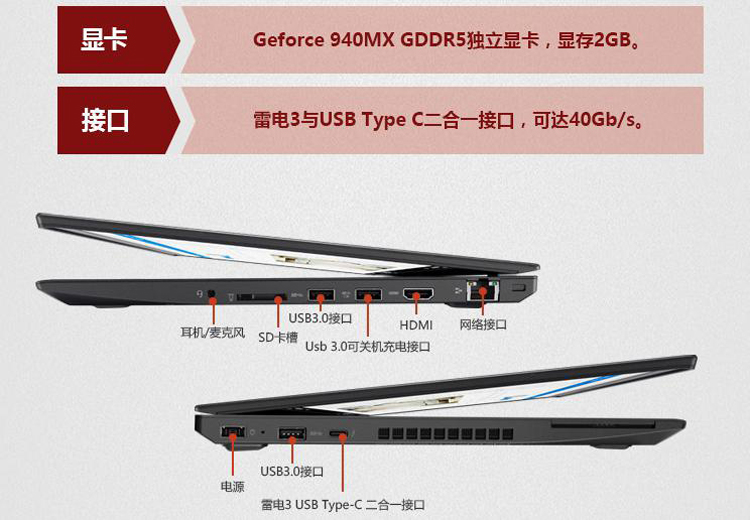 显卡
Geforce 940MX GDDR5独立显卡，显存2GB。
接口
雷电3与USB Type C二合一接口，可达40Gb/s。
耳机/麦克风
SD卡槽
USB3.0接口
Usb 3.0可关机充电接口
HDMI
网络接口
电源
USB3.0接口
雷电3 USB Type-C 二合一接口